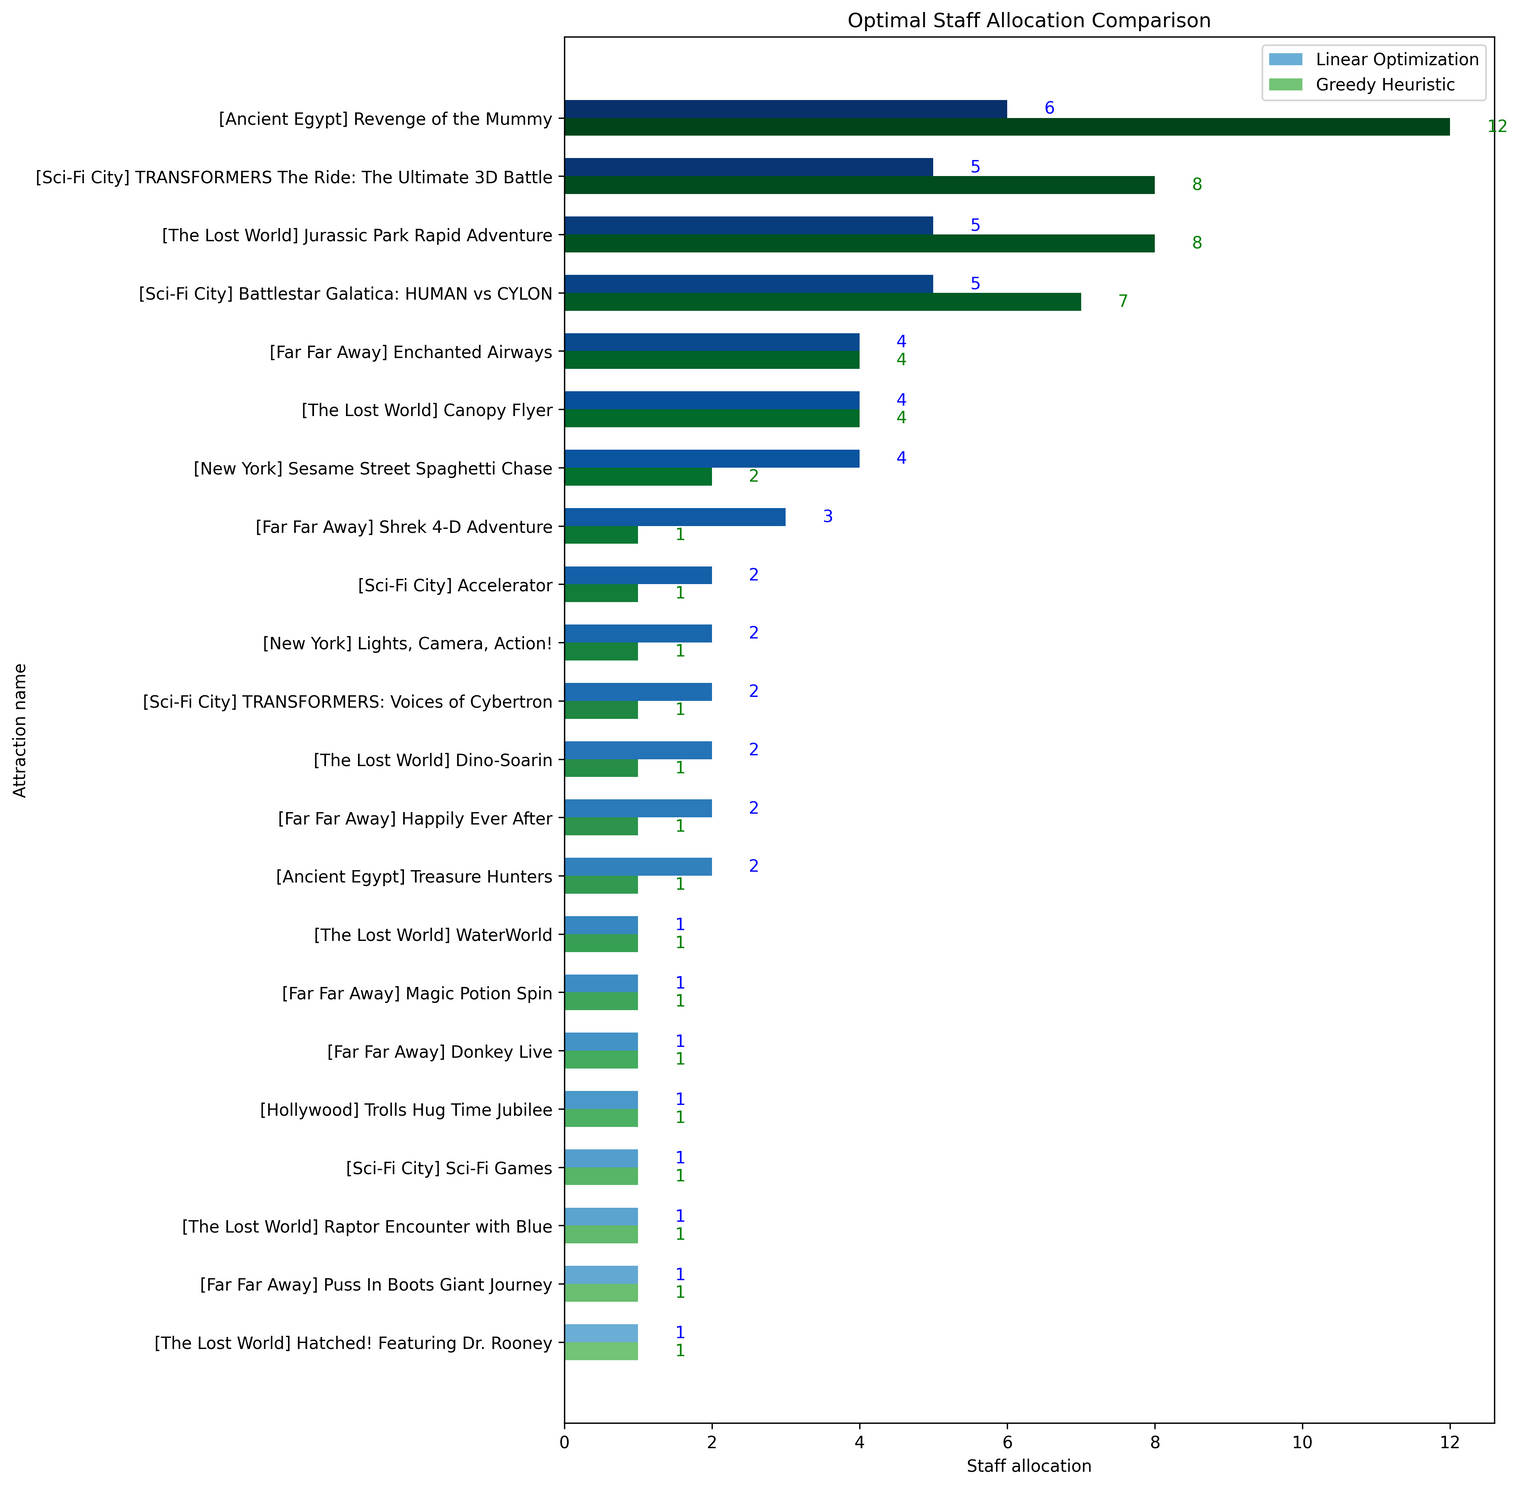 Optimal Staff Allocation Comparison
Linear Optimization
Greedy Heuristic
[Ancient Egypt] Revenge of the Mummy
6
12
[Sci-Fi City] TRANSFORMERS The Ride: The Ultimate 3D Battle
5
8
[The Lost World] Jurassic Park Rapid Adventure
5
8
[Sci-Fi City] Battlestar Galatica: HUMAN vs CYLON
5
7
[Far Far Away] Enchanted Airways
4
4
[The Lost World] Canopy Flyer
4
4
[New York] Sesame Street Spaghetti Chase
4
2
[Far Far Away] Shrek 4-D Adventure
3
1
[Sci-Fi City] Accelerator
2
1
[New York] Lights, Camera, Action!
2
1
[Sci-Fi City] TRANSFORMERS: Voices of Cybertron
2
1
[The Lost World] Dino-Soarin
2
1
[Far Far Away] Happily Ever After
2
1
[Ancient Egypt] Treasure Hunters
2
1
[The Lost World] WaterWorld
1
1
[Far Far Away] Magic Potion Spin
1
1
[Far Far Away] Donkey Live
1
1
[Hollywood] Trolls Hug Time Jubilee
1
1
[Sci-Fi City] Sci-Fi Games
1
1
[The Lost World] Raptor Encounter with Blue
1
1
[Far Far Away] Puss In Boots Giant Journey
1
1
[The Lost World] Hatched! Featuring Dr. Rooney
1
1
Attraction name
0 2 4 6 8 10 12
Staff allocation